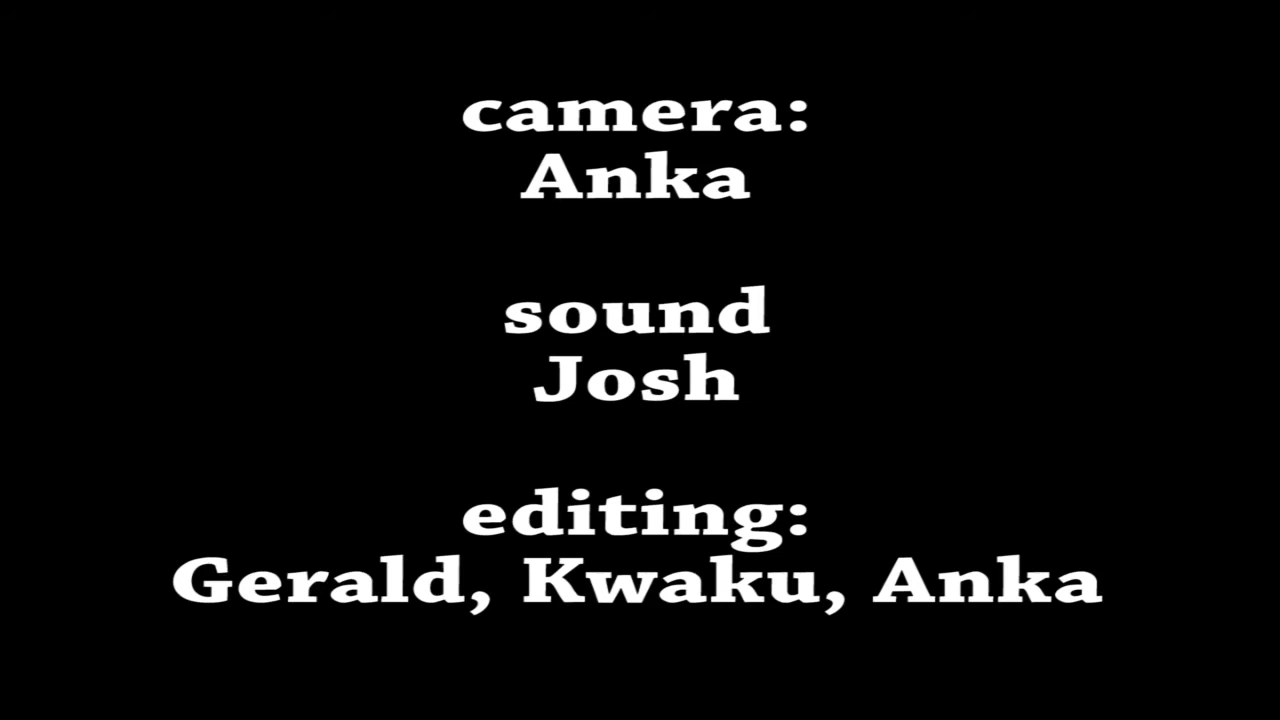 camera:
Anka
sound
Josh
editing:
Gerald, Kwaku, Anka